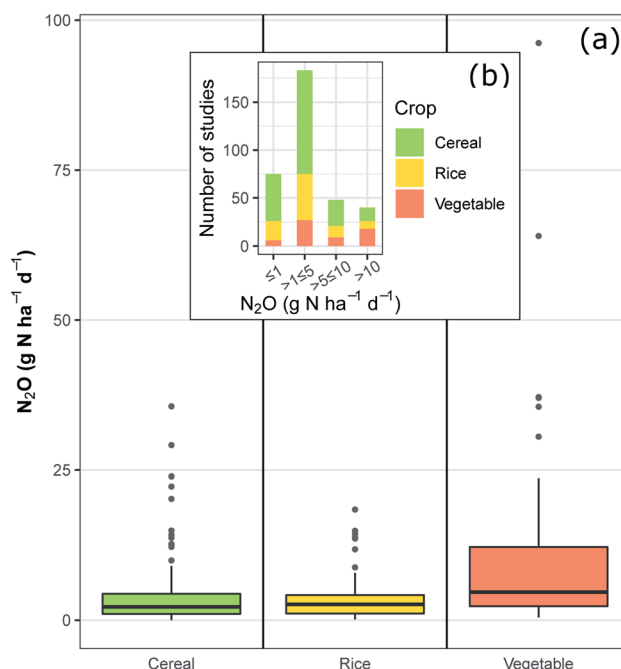 100
75
50
25
0
N₂O (g N ha⁻¹ d⁻¹)
Cereal
Rice
Vegetable
(a)
(b)
Number of studies
150
100
50
0
≤1
>1≤5
>5≤10
>10
N₂O (g N ha⁻¹ d⁻¹)
Crop
Cereal
Rice
Vegetable